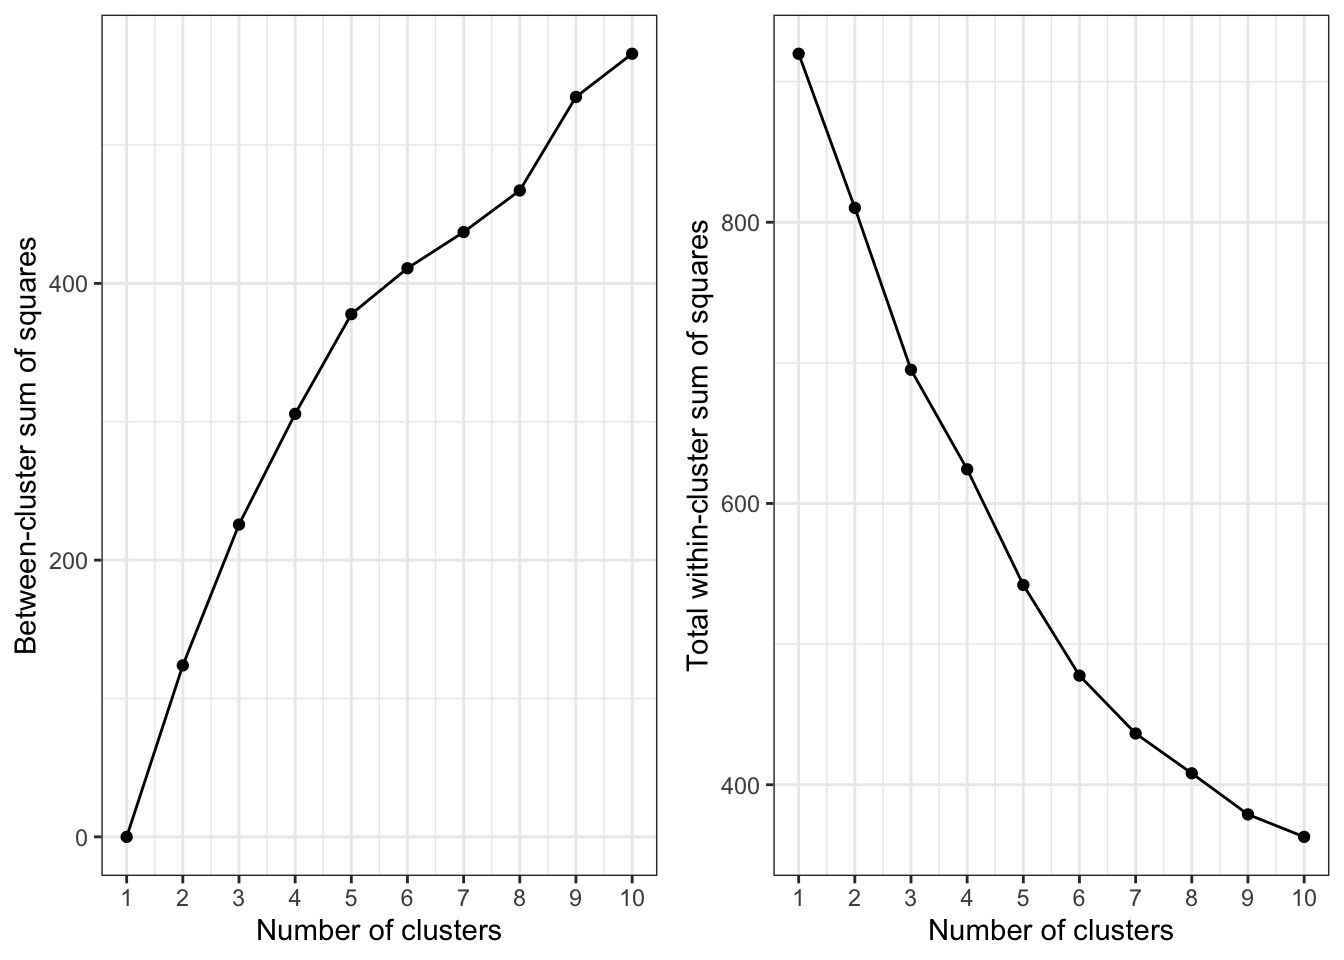 Between-cluster sum of squares
400
200
0
1 2 3 4 5 6 7 8 9 10
Number of clusters
Total within-cluster sum of squares
800
600
400
1 2 3 4 5 6 7 8 9 10
Number of clusters